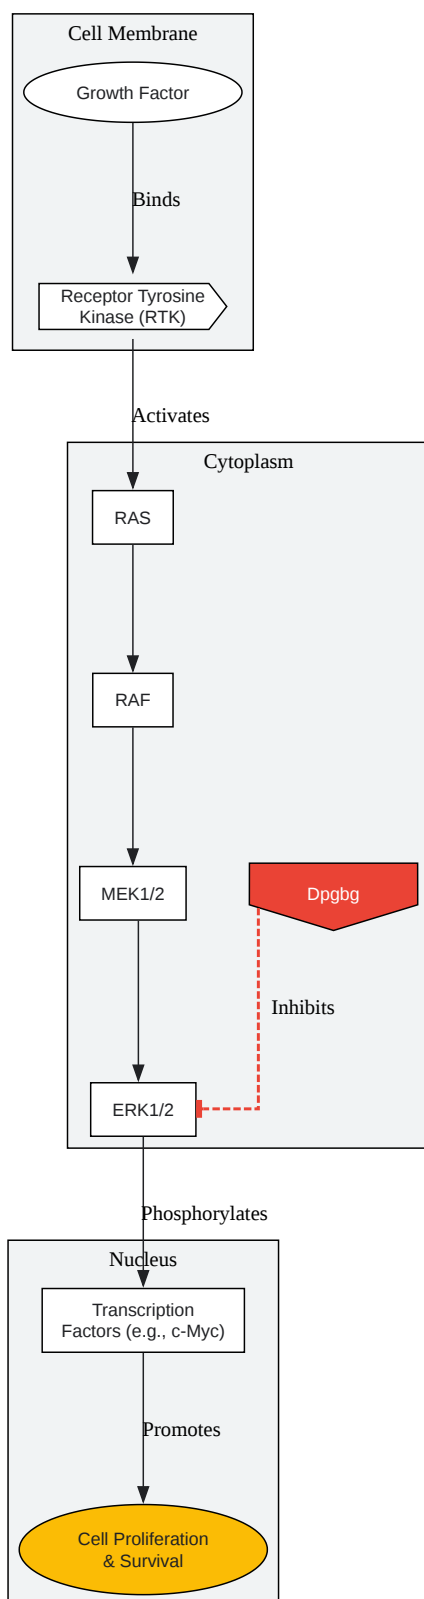 Cell Membrane
Growth Factor
Binds
Receptor Tyrosine
Kinase (RTK)
Activates
Cytoplasm
RAS
RAF
MEK1/2
Dpgbg
Inhibits
ERK1/2
Phosphorylates
Nucleus
Transcription
Factors (e.g., c-Myc)
Promotes
Cell Proliferation
& Survival